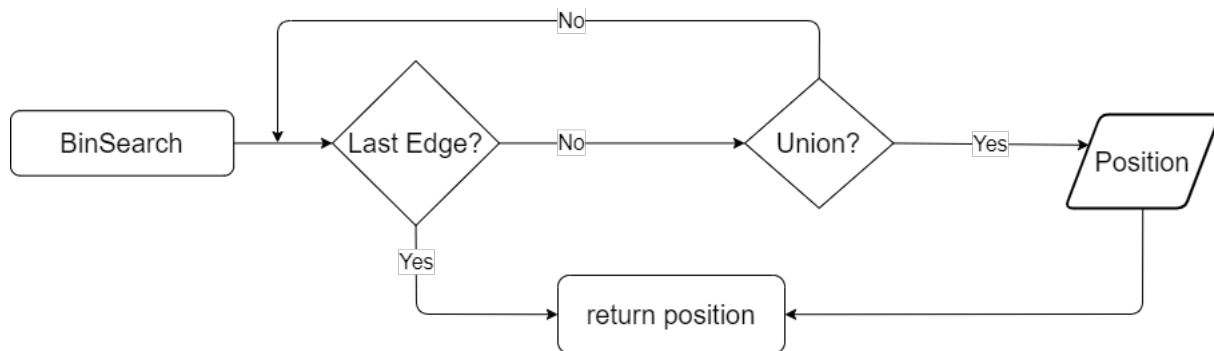 No
BinSearch
Last Edge?
No
Union?
Yes
Position
Yes
return position